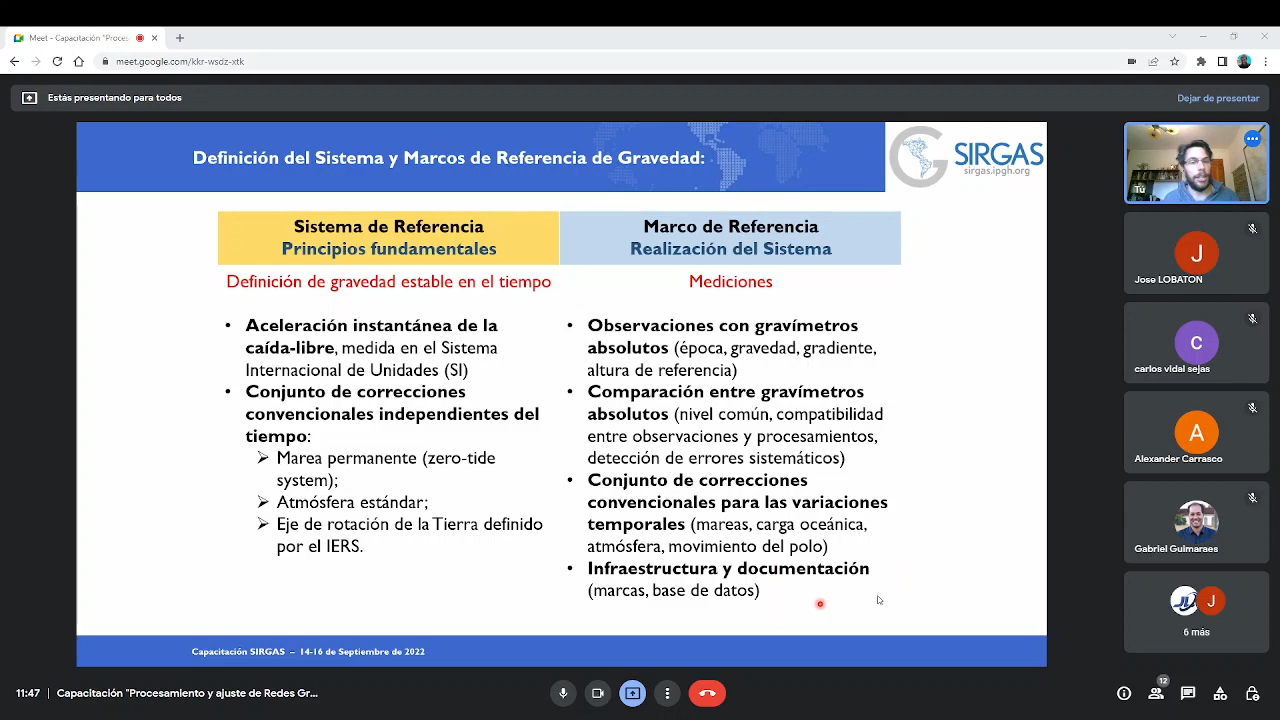 Meet - Capacitación "Proces
meet.google.com/kkr-wsdz-xtk
Estás presentando para todos
Dejar de presentar
Definición del Sistema y Marcos de Referencia de Gravedad:
SIRGAS
sirgas.ipgh.org
Sistema de Referencia
Principios fundamentales
Marco de Referencia
Realización del Sistema
Definición de gravedad estable en el tiempo
Mediciones
• Aceleración instantánea de la
caída-libre, medida en el Sistema
Internacional de Unidades (SI)
• Conjunto de correcciones
convencionales independientes del
tiempo:
➢ Marea permanente (zero-tide
system);
➢ Atmósfera estándar;
➢ Eje de rotación de la Tierra definido
por el IERS.
• Observaciones con gravímetros
absolutos (época, gravedad, gradiente,
altura de referencia)
• Comparación entre gravímetros
absolutos (nivel común, compatibilidad
entre observaciones y procesamientos,
detección de errores sistemáticos)
• Conjunto de correcciones
convencionales para las variaciones
temporales (mareas, carga oceánica,
atmósfera, movimiento del polo)
• Infraestructura y documentación
(marcas, base de datos)
Capacitación SIRGAS – 14-16 de Septiembre de 2022
Tú
J
Jose LOBATON
c
carlos vidal sejas
A
Alexander Carrasco
Gabriel Guimaraes
J
6 más
11:47
Capacitación "Procesamiento y ajuste de Redes Gr...
12